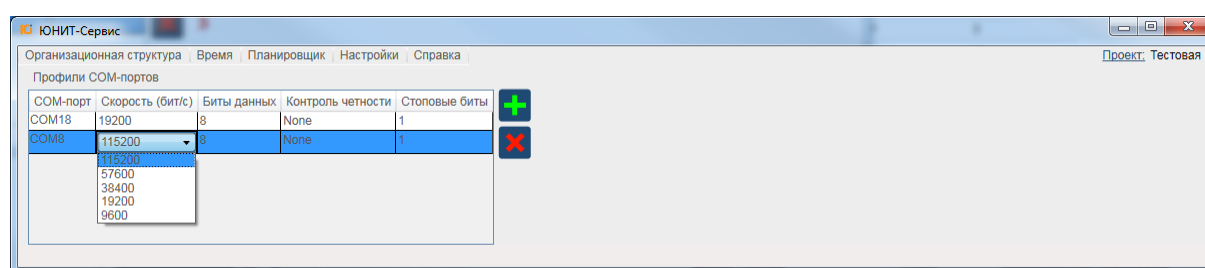 ЮНИТ-Сервис
Организационная структура Время Планировщик Настройки Справка Проект: Тестовая
Профили COM-портов
COM-порт Скорость (бит/с) Биты данных Контроль четности Стоповые биты
COM18 19200 8 None 1
COM8 115200 8 None 1
115200
57600
38400
19200
9600